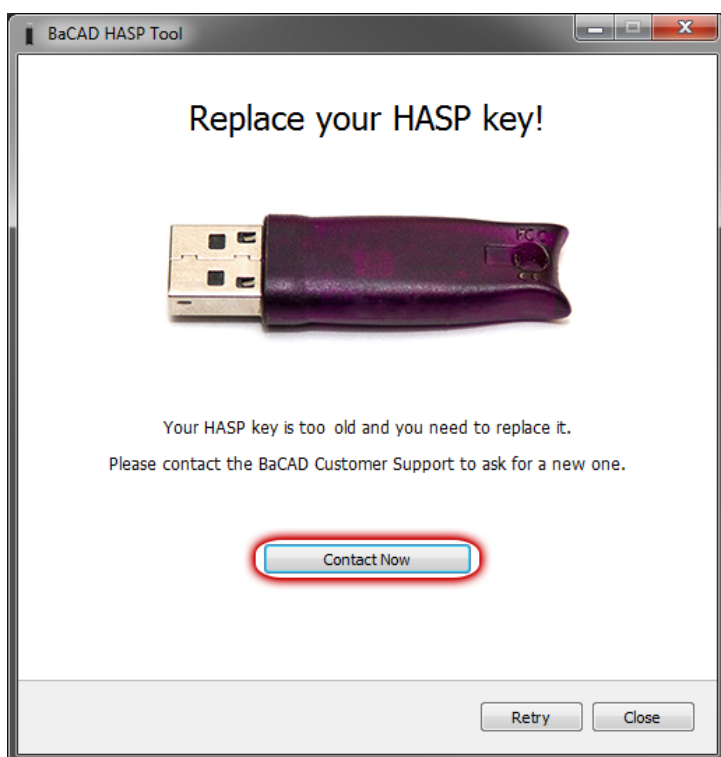 BaCAD HASP Tool
Replace your HASP key!
FC C
Your HASP key is too old and you need to replace it.
Please contact the BaCAD Customer Support to ask for a new one.
Contact Now
Retry
Close